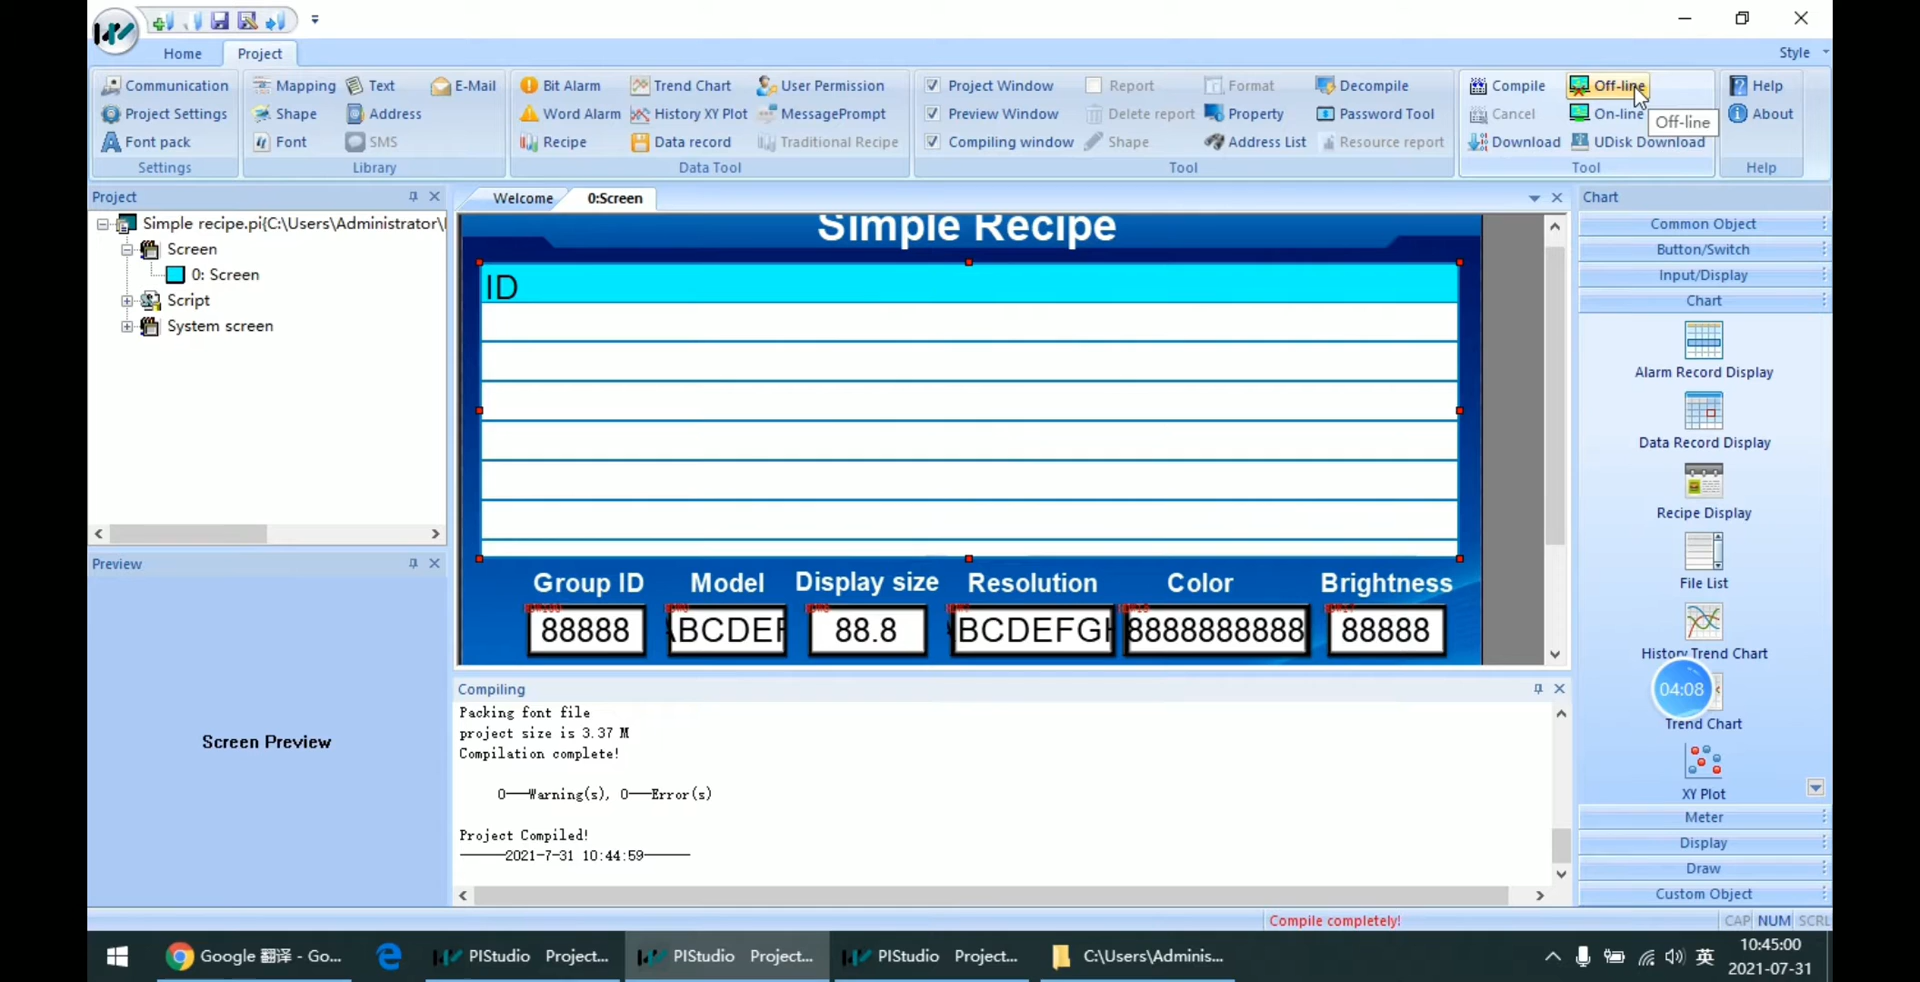 Home Project Style
Communication Mapping Text E-Mail Bit Alarm Trend Chart User Permission Project Window Report Format Decompile Compile Off-line Help
Project Settings Shape Address Word Alarm History XY Plot MessagePrompt Preview Window Delete report Property Password Tool Cancel On-line About
Off-line
Font pack Font SMS Recipe Data record Traditional Recipe Compiling window Shape Address List Resource report Download UDisk Download
Settings Library Data Tool Tool Tool Help
Project
Simple recipe.pi{C:\Users\Administrator\
Screen
0: Screen
Script
System screen
Preview
Screen Preview
Welcome 0:Screen
Simple Recipe
ID
Group ID Model Display size Resolution Color Brightness
88888 ABCDEF 88.8 BCDEFGH 8888888888 88888
Compiling
Packing font file
project size is 3.37 M
Compilation complete!
0——Warning(s), 0——Error(s)
Project Compiled!
———2021-7-31 10:44:59———
Chart
Common Object
Button/Switch
Input/Display
Chart
Alarm Record Display
Data Record Display
Recipe Display
File List
History Trend Chart
04:08
Trend Chart
XY Plot
Meter
Display
Draw
Custom Object
Compile completely! CAP NUM SCRL
Google 翻译 - Go... PIStudio Project... PIStudio Project... PIStudio Project... C:\Users\Adminis... 英 10:45:00
2021-07-31